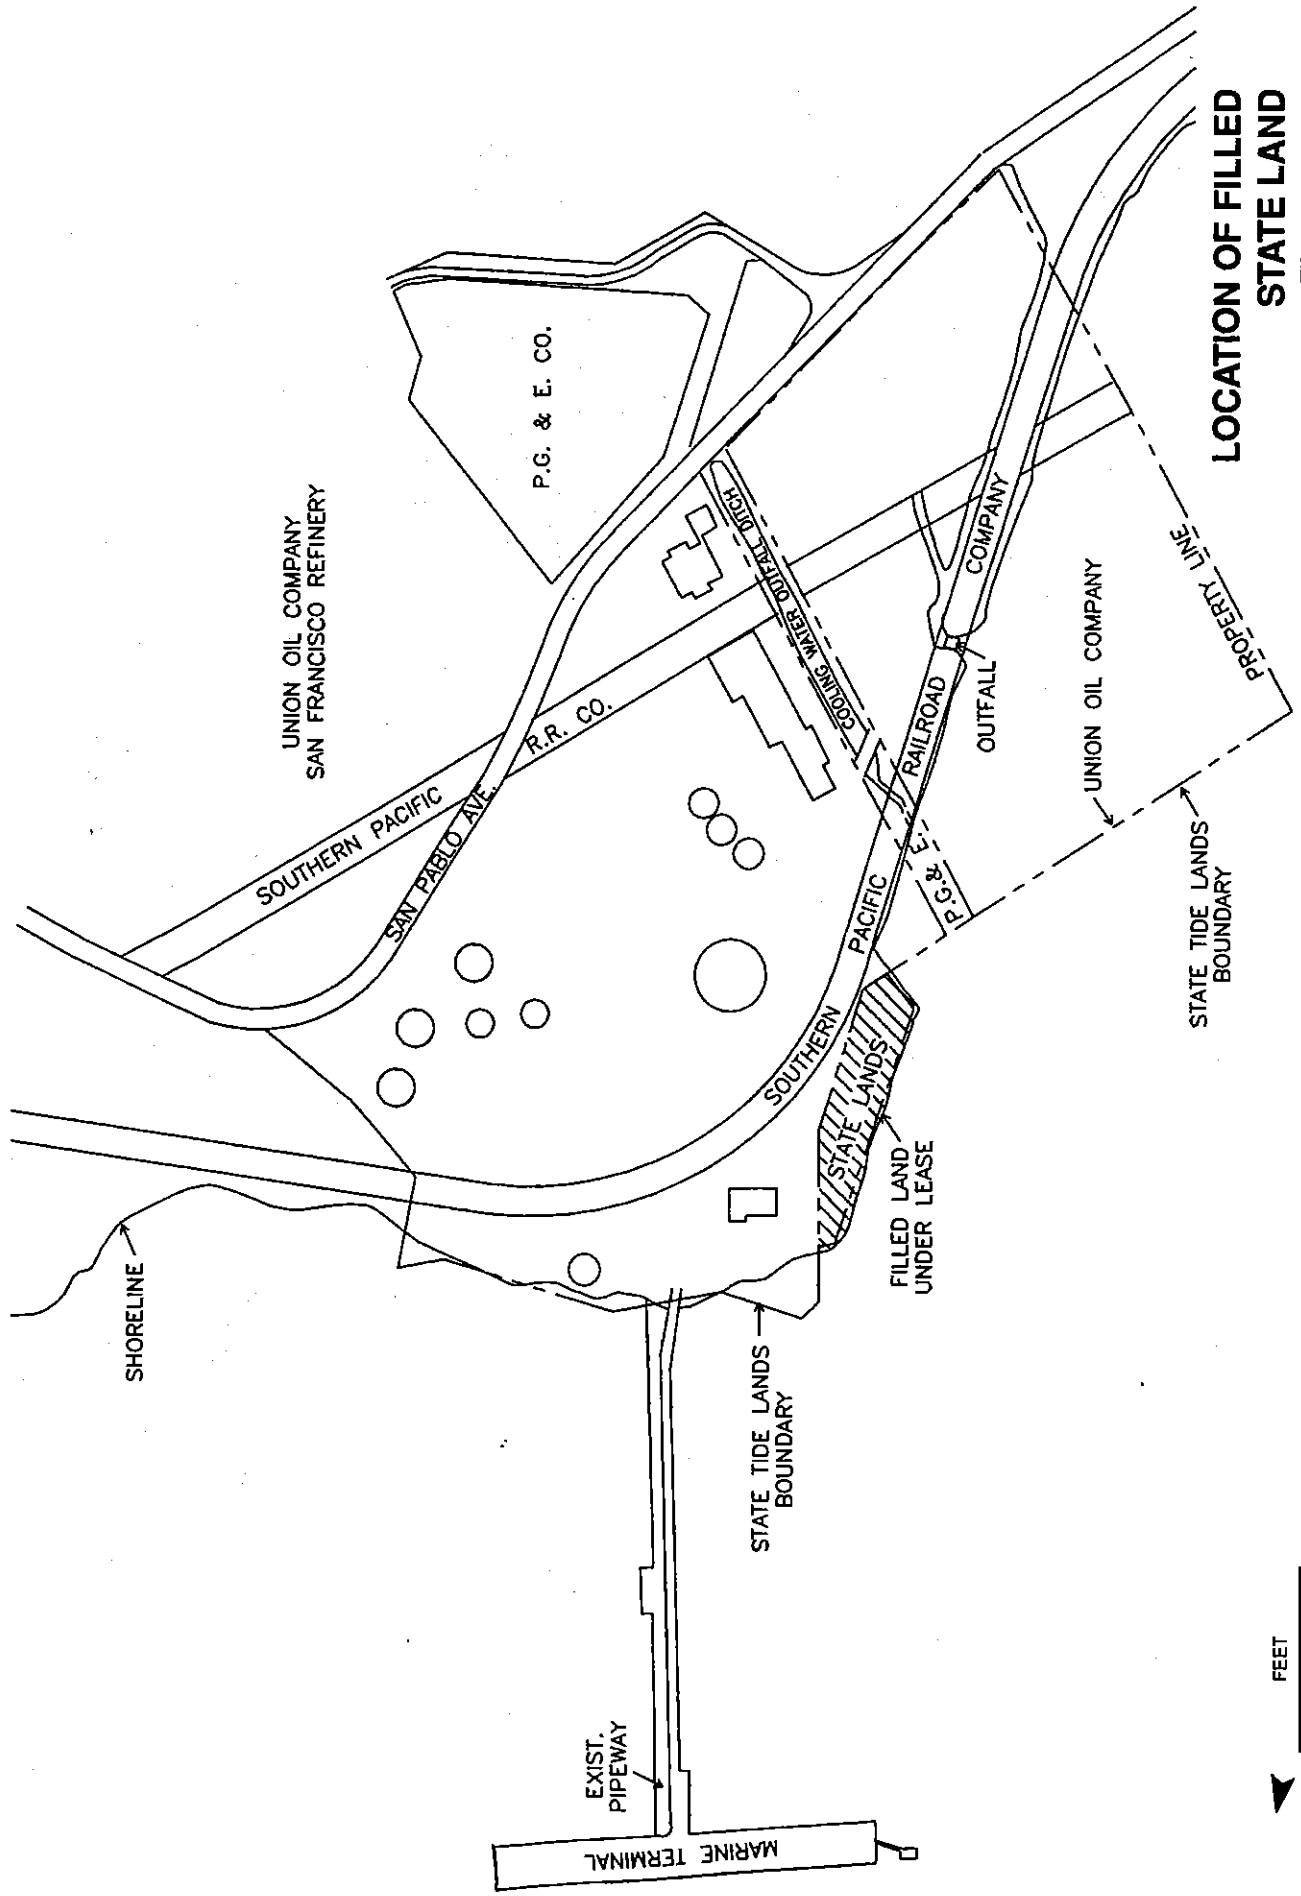 UNION OIL COMPANY
SAN FRANCISCO REFINERY
P.G. & E. CO.
SHORELINE
SOUTHERN PACIFIC
R.R. CO.
SAN PABLO AVE.
COOLING WATER OUTFALL DITCH
EXIST.
PIPEWAY
MARINE TERMINAL
STATE TIDE LANDS
BOUNDARY
SOUTHERN PACIFIC RAILROAD COMPANY
STATE LANDS
FILLED LAND
UNDER LEASE
P.G.& E.
OUTFALL
UNION OIL COMPANY
PROPERTY LINE
STATE TIDE LANDS
BOUNDARY
FEET
LOCATION OF FILLED
STATE LAND